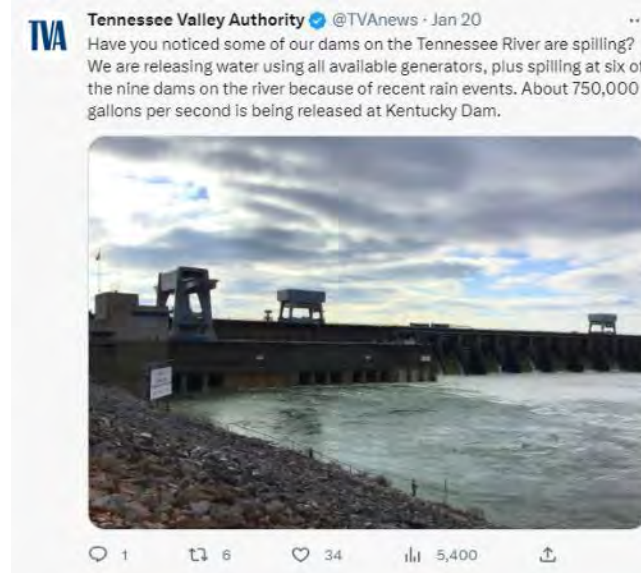 TVA
Tennessee Valley Authority @TVAnews · Jan 20
Have you noticed some of our dams on the Tennessee River are spilling?
We are releasing water using all available generators, plus spilling at six of
the nine dams on the river because of recent rain events. About 750,000
gallons per second is being released at Kentucky Dam.
1 6 34 5,400